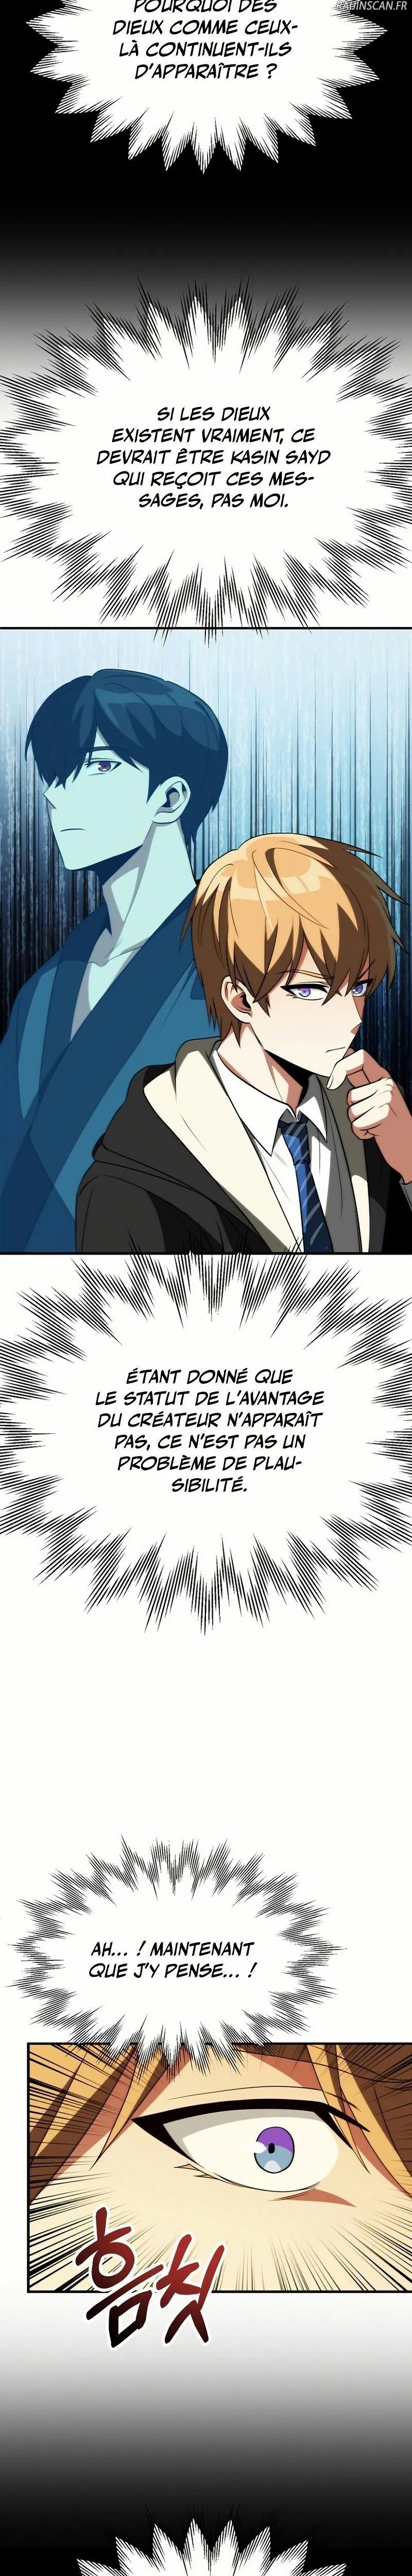 RAIJINSCAN.FR
POURQUOI DES
DIEUX COMME CEUX-
LÀ CONTINUENT-ILS
D'APPARAÎTRE ?
SI LES DIEUX
EXISTENT VRAIMENT, CE
DEVRAIT ÊTRE KASIN SAYD
QUI REÇOIT CES MES-
SAGES, PAS MOI.
ÉTANT DONNÉ QUE
LE STATUT DE L'AVANTAGE
DU CRÉATEUR N'APPARAÎT
PAS, CE N'EST PAS UN
PROBLÈME DE PLAU-
SIBILITÉ.
AH... ! MAINTENANT
QUE J'Y PENSE... !
흠칫